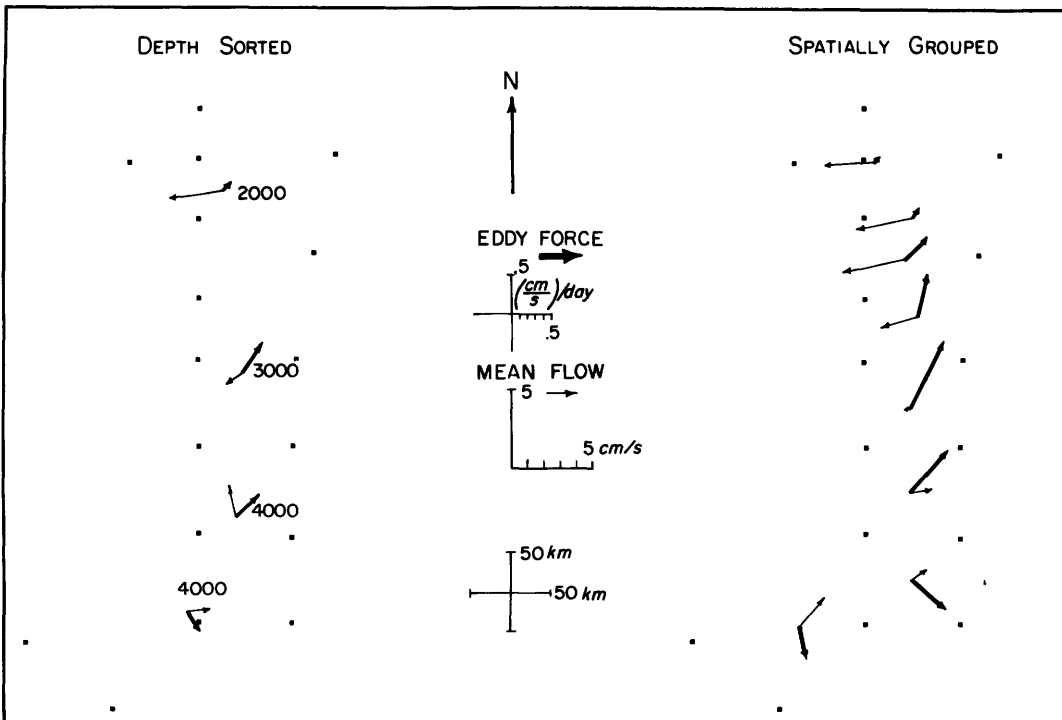 DEPTH SORTED
SPATIALLY GROUPED
N
2000
EDDY FORCE
.5
(cm/s)/day
.5
3000
MEAN FLOW
5
5 cm/s
4000
50 km
50 km
4000